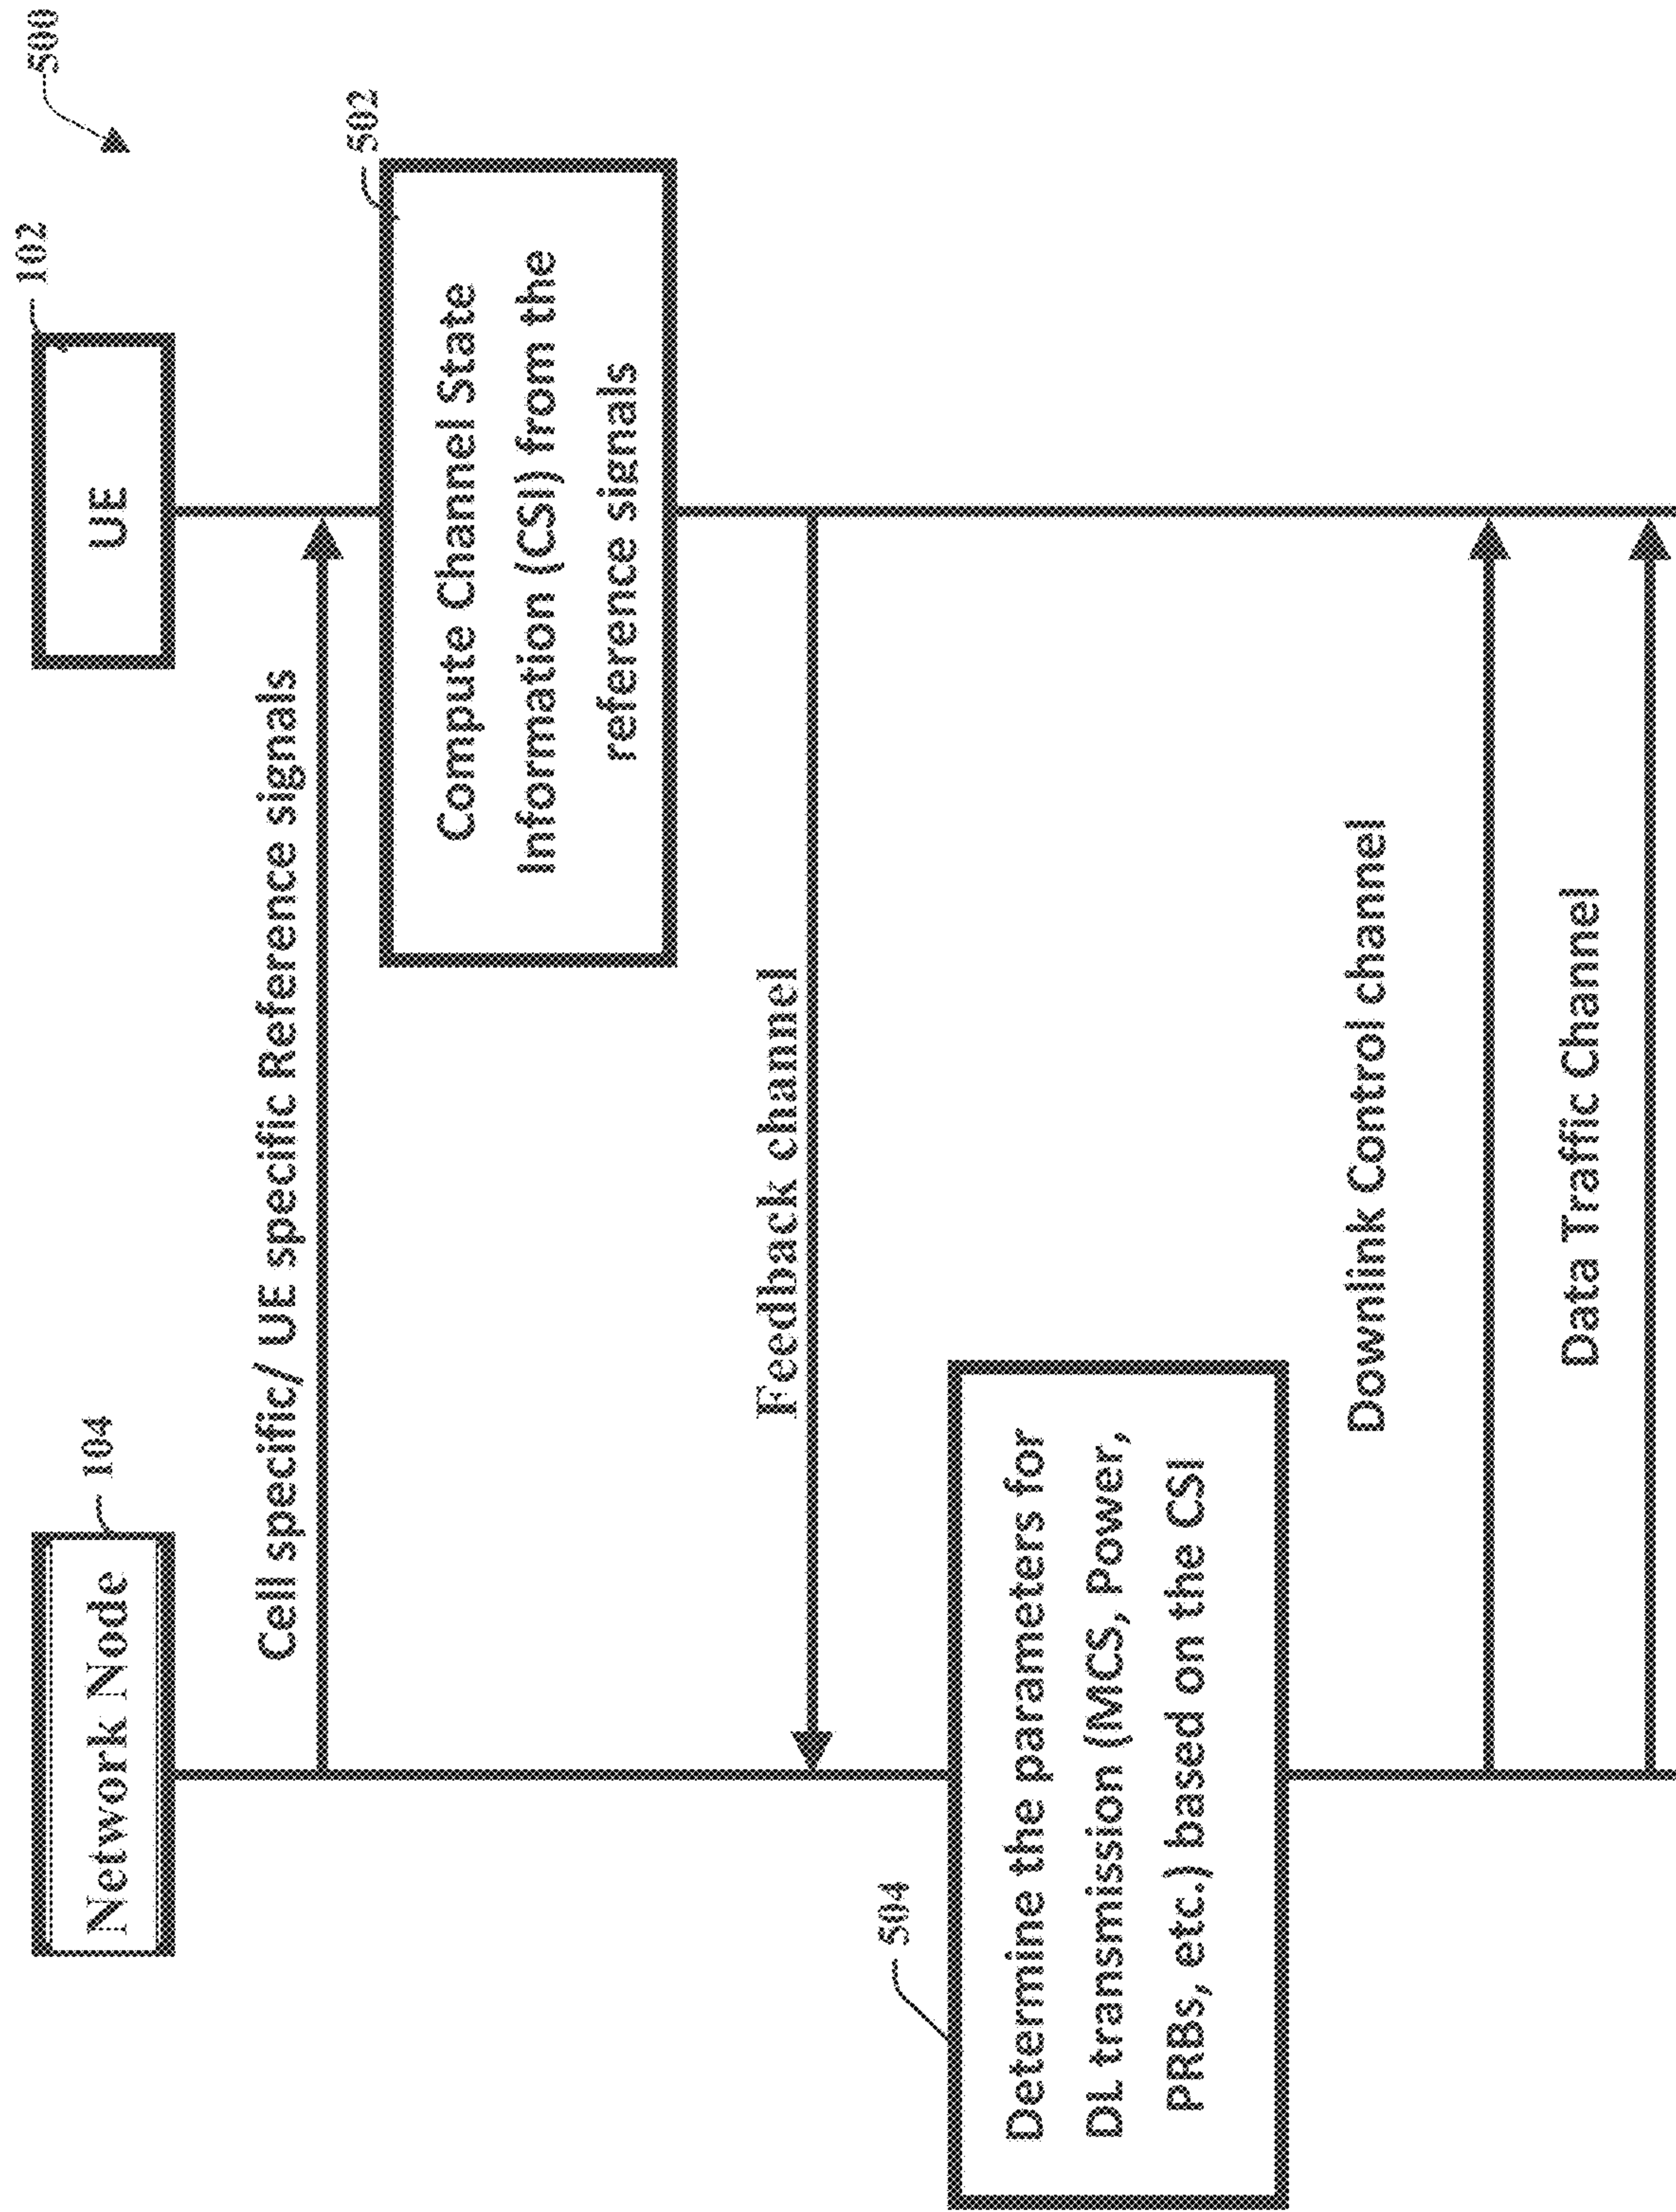 500
Network Node
104
UE
102
Cell specific/ UE specific Reference signals
502
Compute Channel State
Information (CSI) from the
reference signals
Feedback channel
504
Determine the parameters for
DL transmission (MCS, Power,
PRBs, etc.) based on the CSI
Downlink Control channel
Data Traffic Channel